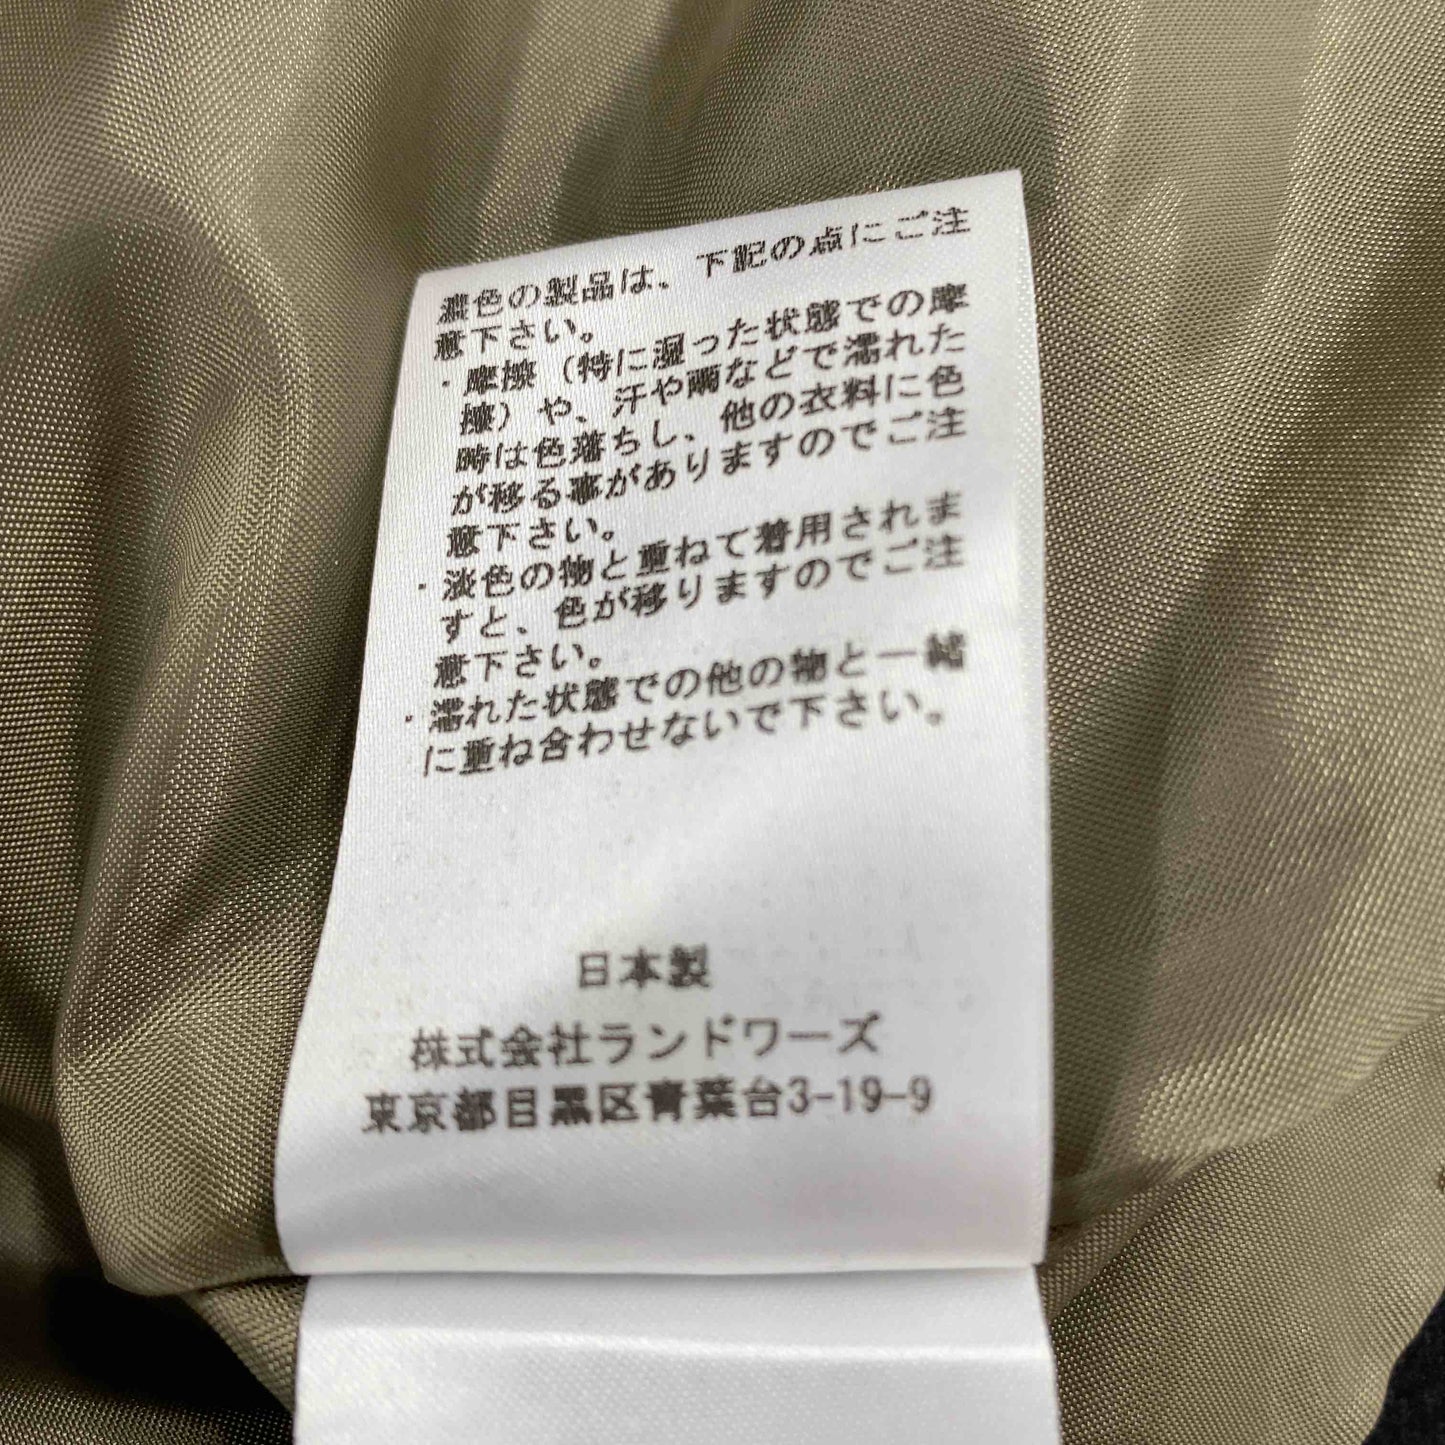 濃色の製品は、下記の点にご注
意下さい。
・摩擦（特に湿った状態での摩
擦）や、汗や雨などで濡れた
時は色落ちし、他の衣料に色
が移る事がありますのでご注
意下さい。
・淡色の物と重ねて着用されま
すと、色が移りますのでご注
意下さい。
・濡れた状態での他の物と一緒
に重ね合わせないで下さい。
日本製
株式会社ランドワーズ
東京都目黒区青葉台3-19-9